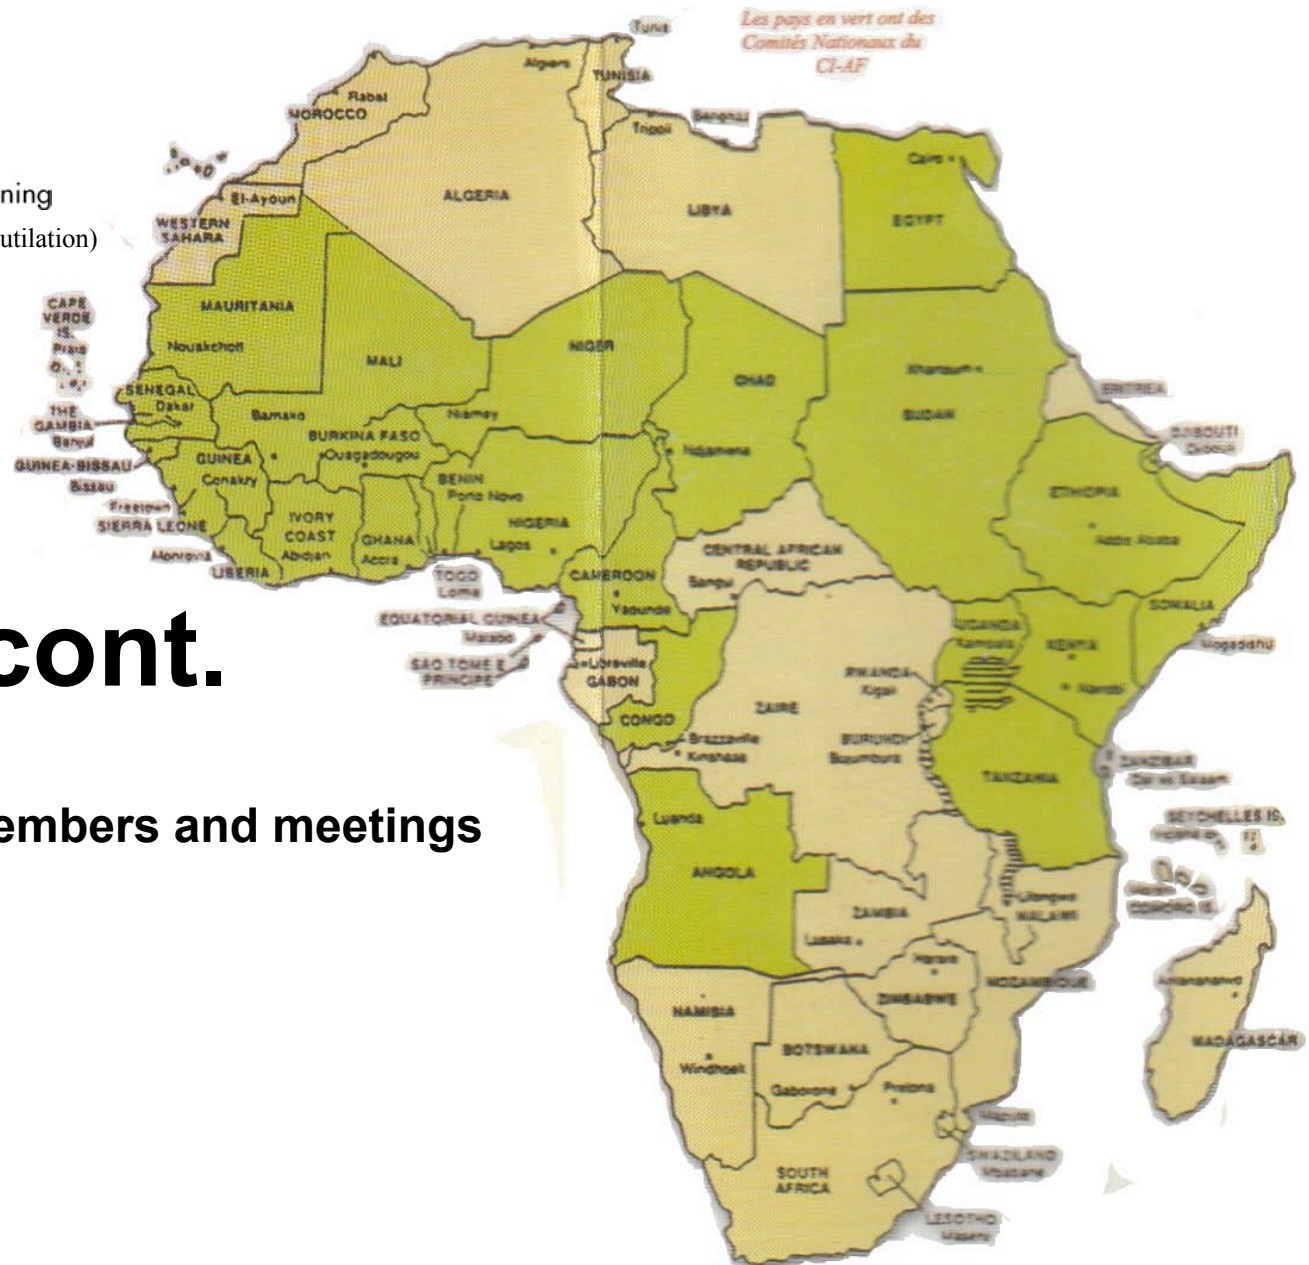 Les pays en vert ont des
Comités Nationaux du
CI-AF
ning
utilation)
cont.
embers and meetings
Tunis
Algiers
TUNISIA
Rabat
MOROCCO
Tripoli
Benghazi
Cairo
El-Ayoun
ALGERIA
LIBYA
EGYPT
WESTERN
SAHARA
CAPE
VERDE
IS.
Praia
MAURITANIA
Nouakchott
MALI
NIGER
CHAD
Khartoum
SUDAN
ERITREA
SENEGAL
Dakar
THE
GAMBIA
Banjul
Bamako
Niamey
BURKINA FASO
Ouagadougou
Ndjamena
DJIBOUTI
Djibouti
GUINEA-BISSAU
Bissau
GUINEA
Conakry
BENIN
Porto Novo
ETHIOPIA
Addis Ababa
Freetown
SIERRA LEONE
IVORY
COAST
Abidjan
GHANA
Accra
NIGERIA
Lagos
Monrovia
LIBERIA
TOGO
Lome
CAMEROON
Yaounde
CENTRAL AFRICAN
REPUBLIC
Bangui
SOMALIA
Mogadishu
EQUATORIAL GUINEA
Malabo
SAO TOME E
PRINCIPE
Libreville
GABON
UGANDA
Kampala
KENYA
Nairobi
RWANDA
Kigali
CONGO
Brazzaville
Kinshasa
ZAIRE
BURUNDI
Bujumbura
TANZANIA
ZANZIBAR
Dar es Salaam
Luanda
ANGOLA
SEYCHELLES IS.
ZAMBIA
Lusaka
Lilongwe
MALAWI
COMORO IS.
Harare
ZIMBABWE
MOZAMBIQUE
Antananarivo
MADAGASCAR
NAMIBIA
Windhoek
BOTSWANA
Gaborone
Pretoria
Maputo
SWAZILAND
Mbabane
SOUTH
AFRICA
LESOTHO
Maseru